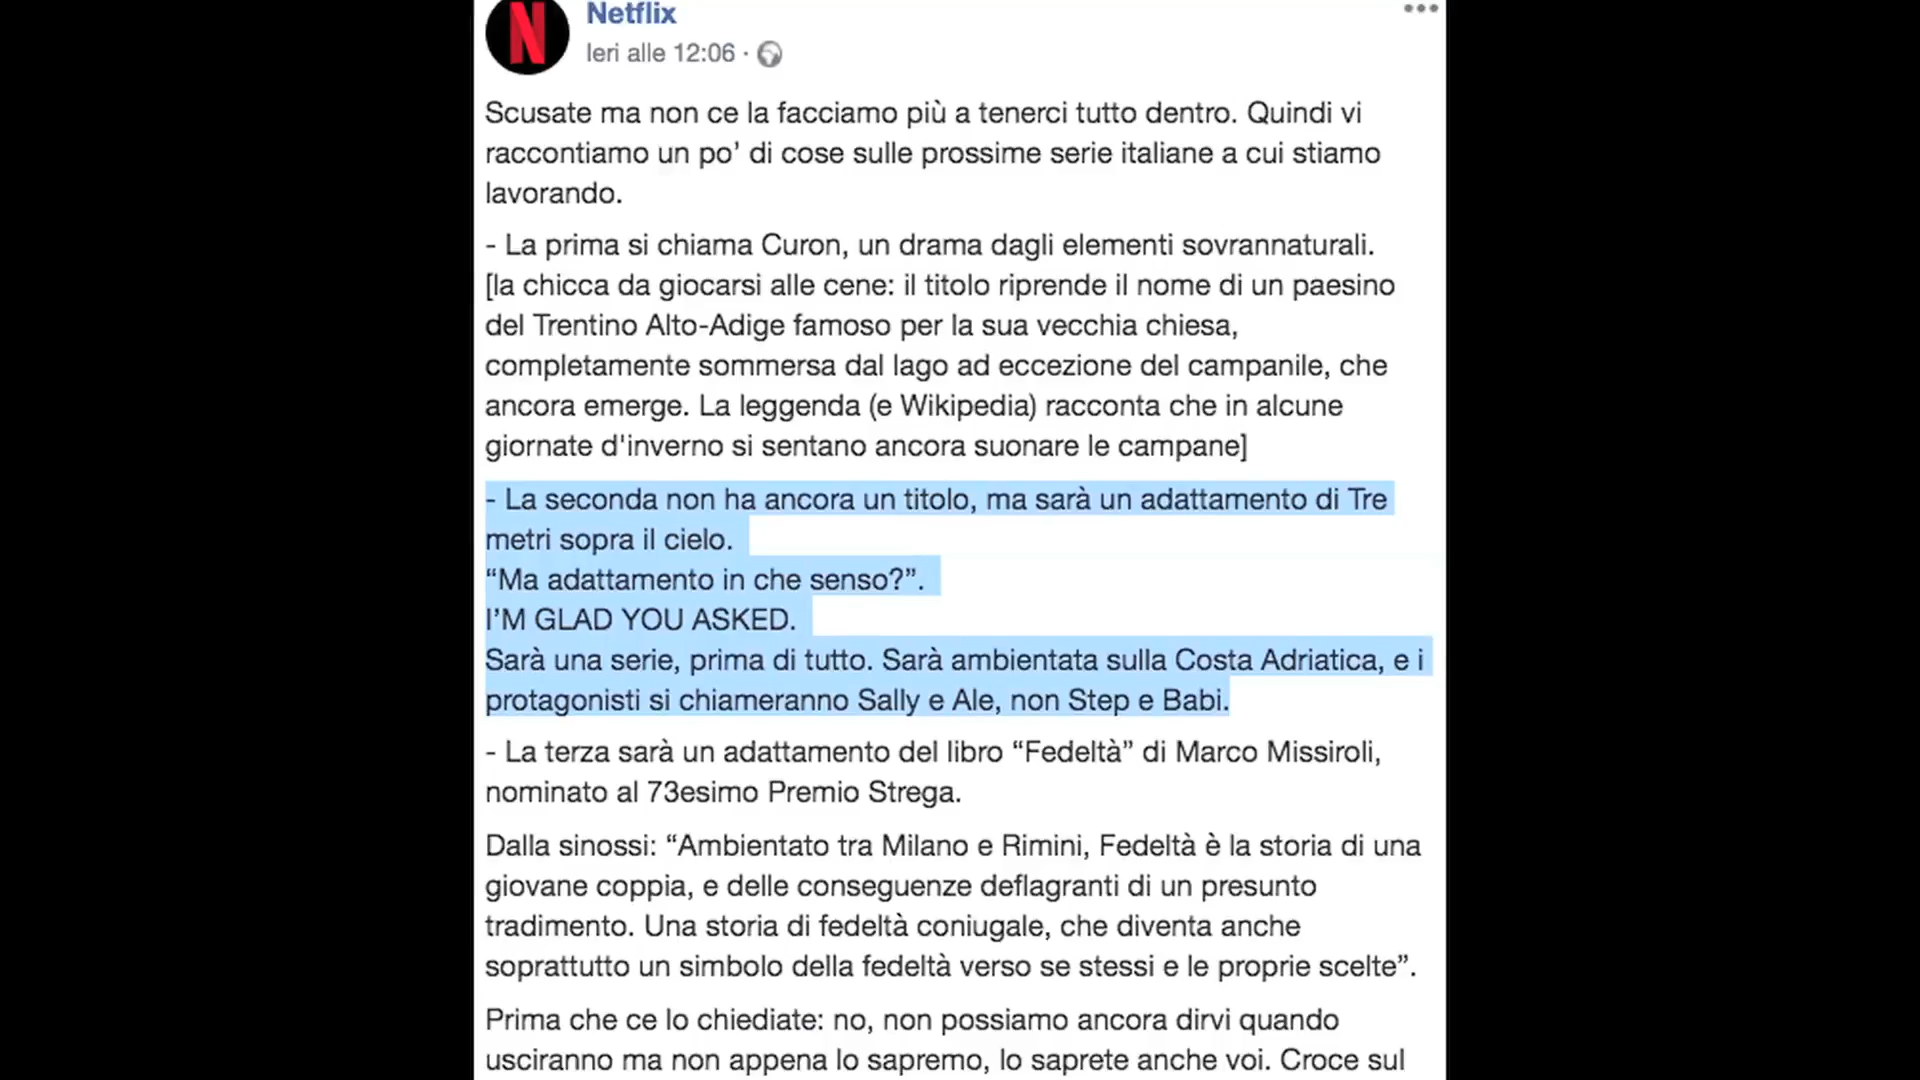 Netflix
Ieri alle 12:06 ·
Scusate ma non ce la facciamo più a tenerci tutto dentro. Quindi vi
raccontiamo un po’ di cose sulle prossime serie italiane a cui stiamo
lavorando.
- La prima si chiama Curon, un drama dagli elementi sovrannaturali.
[la chicca da giocarsi alle cene: il titolo riprende il nome di un paesino
del Trentino Alto-Adige famoso per la sua vecchia chiesa,
completamente sommersa dal lago ad eccezione del campanile, che
ancora emerge. La leggenda (e Wikipedia) racconta che in alcune
giornate d'inverno si sentano ancora suonare le campane]
- La seconda non ha ancora un titolo, ma sarà un adattamento di Tre
metri sopra il cielo.
“Ma adattamento in che senso?”.
I’M GLAD YOU ASKED.
Sarà una serie, prima di tutto. Sarà ambientata sulla Costa Adriatica, e i
protagonisti si chiameranno Sally e Ale, non Step e Babi.
- La terza sarà un adattamento del libro “Fedeltà” di Marco Missiroli,
nominato al 73esimo Premio Strega.
Dalla sinossi: “Ambientato tra Milano e Rimini, Fedeltà è la storia di una
giovane coppia, e delle conseguenze deflagranti di un presunto
tradimento. Una storia di fedeltà coniugale, che diventa anche
soprattutto un simbolo della fedeltà verso se stessi e le proprie scelte”.
Prima che ce lo chiediate: no, non possiamo ancora dirvi quando
usciranno ma non appena lo sapremo, lo saprete anche voi. Croce sul